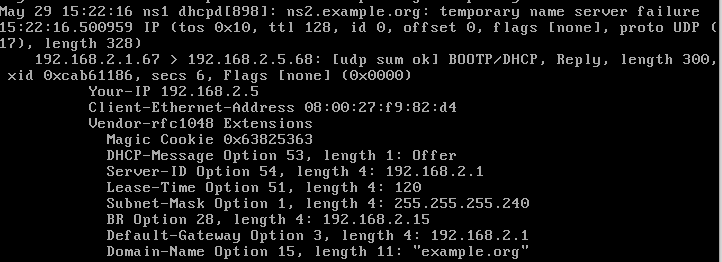 May 29 15:22:16 ns1 dhcpd[898]: ns2.example.org: temporary name server failure
15:22:16.500959 IP (tos 0x10, ttl 128, id 0, offset 0, flags [none], proto UDP (
17), length 328)
    192.168.2.1.67 > 192.168.2.5.68: [udp sum ok] BOOTP/DHCP, Reply, length 300,
 xid 0xcab61186, secs 6, Flags [none] (0x0000)
          Your-IP 192.168.2.5
          Client-Ethernet-Address 08:00:27:f9:82:d4
          Vendor-rfc1048 Extensions
            Magic Cookie 0x63825363
            DHCP-Message Option 53, length 1: Offer
            Server-ID Option 54, length 4: 192.168.2.1
            Lease-Time Option 51, length 4: 120
            Subnet-Mask Option 1, length 4: 255.255.255.240
            BR Option 28, length 4: 192.168.2.15
            Default-Gateway Option 3, length 4: 192.168.2.1
            Domain-Name Option 15, length 11: "example.org"